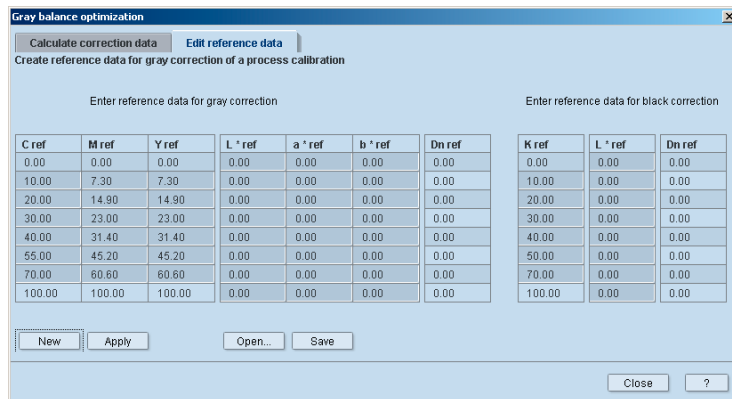 Gray balance optimization
Calculate correction data Edit reference data
Create reference data for gray correction of a process calibration
Enter reference data for gray correction Enter reference data for black correction
C ref M ref Y ref L * ref a * ref b * ref Dn ref K ref L * ref Dn ref
0.00 0.00 0.00 0.00 0.00 0.00 0.00 0.00 0.00 0.00
10.00 7.30 7.30 0.00 0.00 0.00 0.00 10.00 0.00 0.00
20.00 14.90 14.90 0.00 0.00 0.00 0.00 20.00 0.00 0.00
30.00 23.00 23.00 0.00 0.00 0.00 0.00 30.00 0.00 0.00
40.00 31.40 31.40 0.00 0.00 0.00 0.00 40.00 0.00 0.00
55.00 45.20 45.20 0.00 0.00 0.00 0.00 50.00 0.00 0.00
70.00 60.60 60.60 0.00 0.00 0.00 0.00 70.00 0.00 0.00
100.00 100.00 100.00 0.00 0.00 0.00 0.00 100.00 0.00 0.00
New Apply Open... Save
Close ?